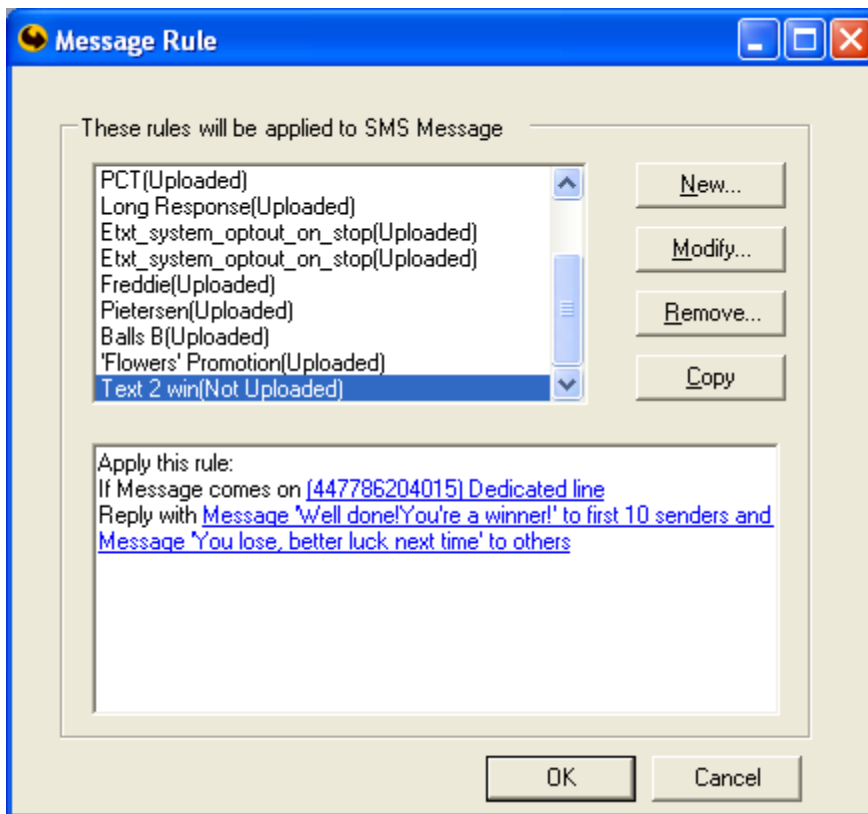 Message Rule
These rules will be applied to SMS Message
PCT(Uploaded)
Long Response(Uploaded)
Etxt_system_optout_on_stop(Uploaded)
Etxt_system_optout_on_stop(Uploaded)
Freddie(Uploaded)
Pietersen(Uploaded)
Balls B(Uploaded)
'Flowers' Promotion(Uploaded)
Text 2 win(Not Uploaded)
New...
Modify...
Remove...
Copy
Apply this rule:
If Message comes on (447786204015) Dedicated line
Reply with Message 'Well done!You're a winner!' to first 10 senders and
Message 'You lose, better luck next time' to others
OK
Cancel